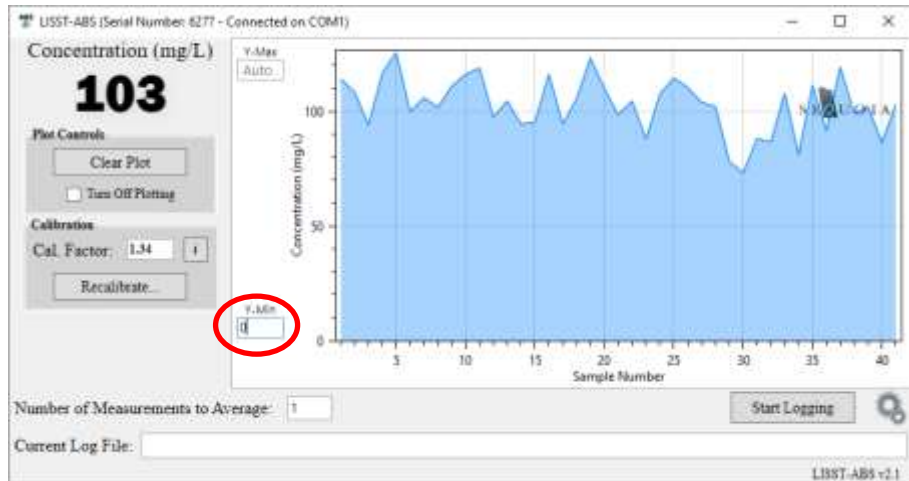 LISST-ABS (Serial Number: 6277 - Connected on COM1)
Concentration (mg/L)
103
Plot Controls
Clear Plot
Turn Off Plotting
Calibration
Cal. Factor: 1.34
Recalibrate...
Y-Max
Auto
Y-Min
0
Concentration (mg/L)
100
50
0
5 10 15 20 25 30 35 40
Sample Number
SEQUOIA
Number of Measurements to Average: 1
Start Logging
Current Log File:
LISST-ABS v2.1